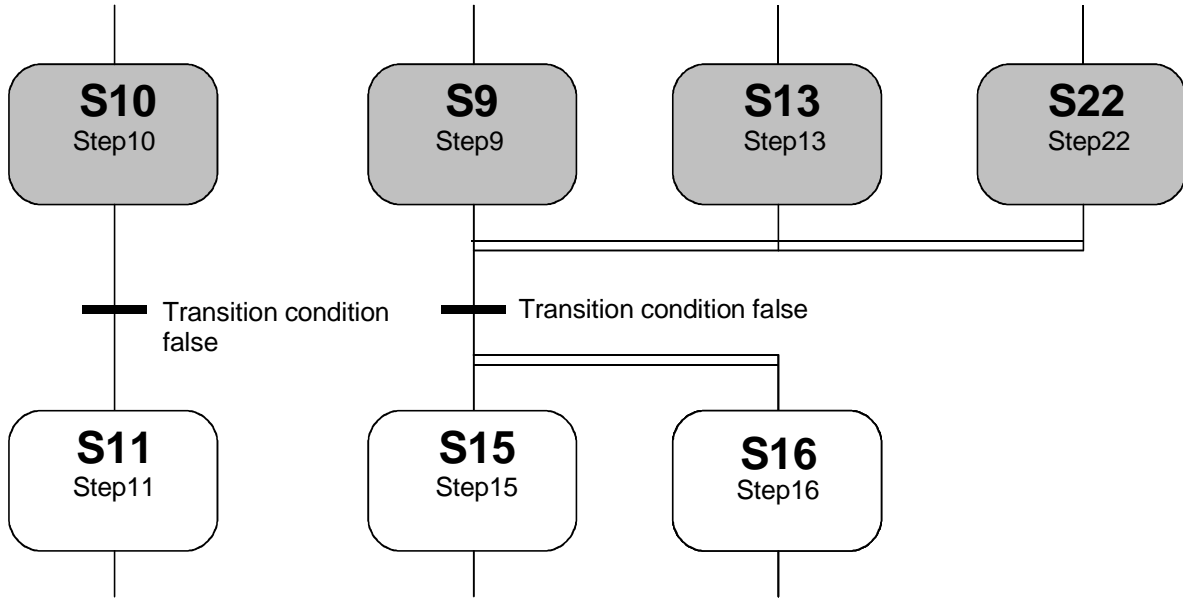 S10
Step10
S9
Step9
S13
Step13
S22
Step22
Transition condition
false
Transition condition false
S11
Step11
S15
Step15
S16
Step16